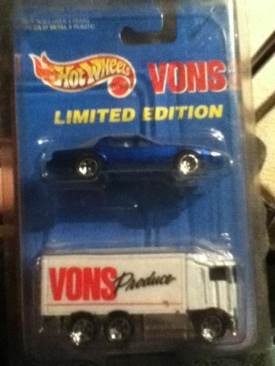 Hot Wheels VONS
LIMITED EDITION
VONS Produce